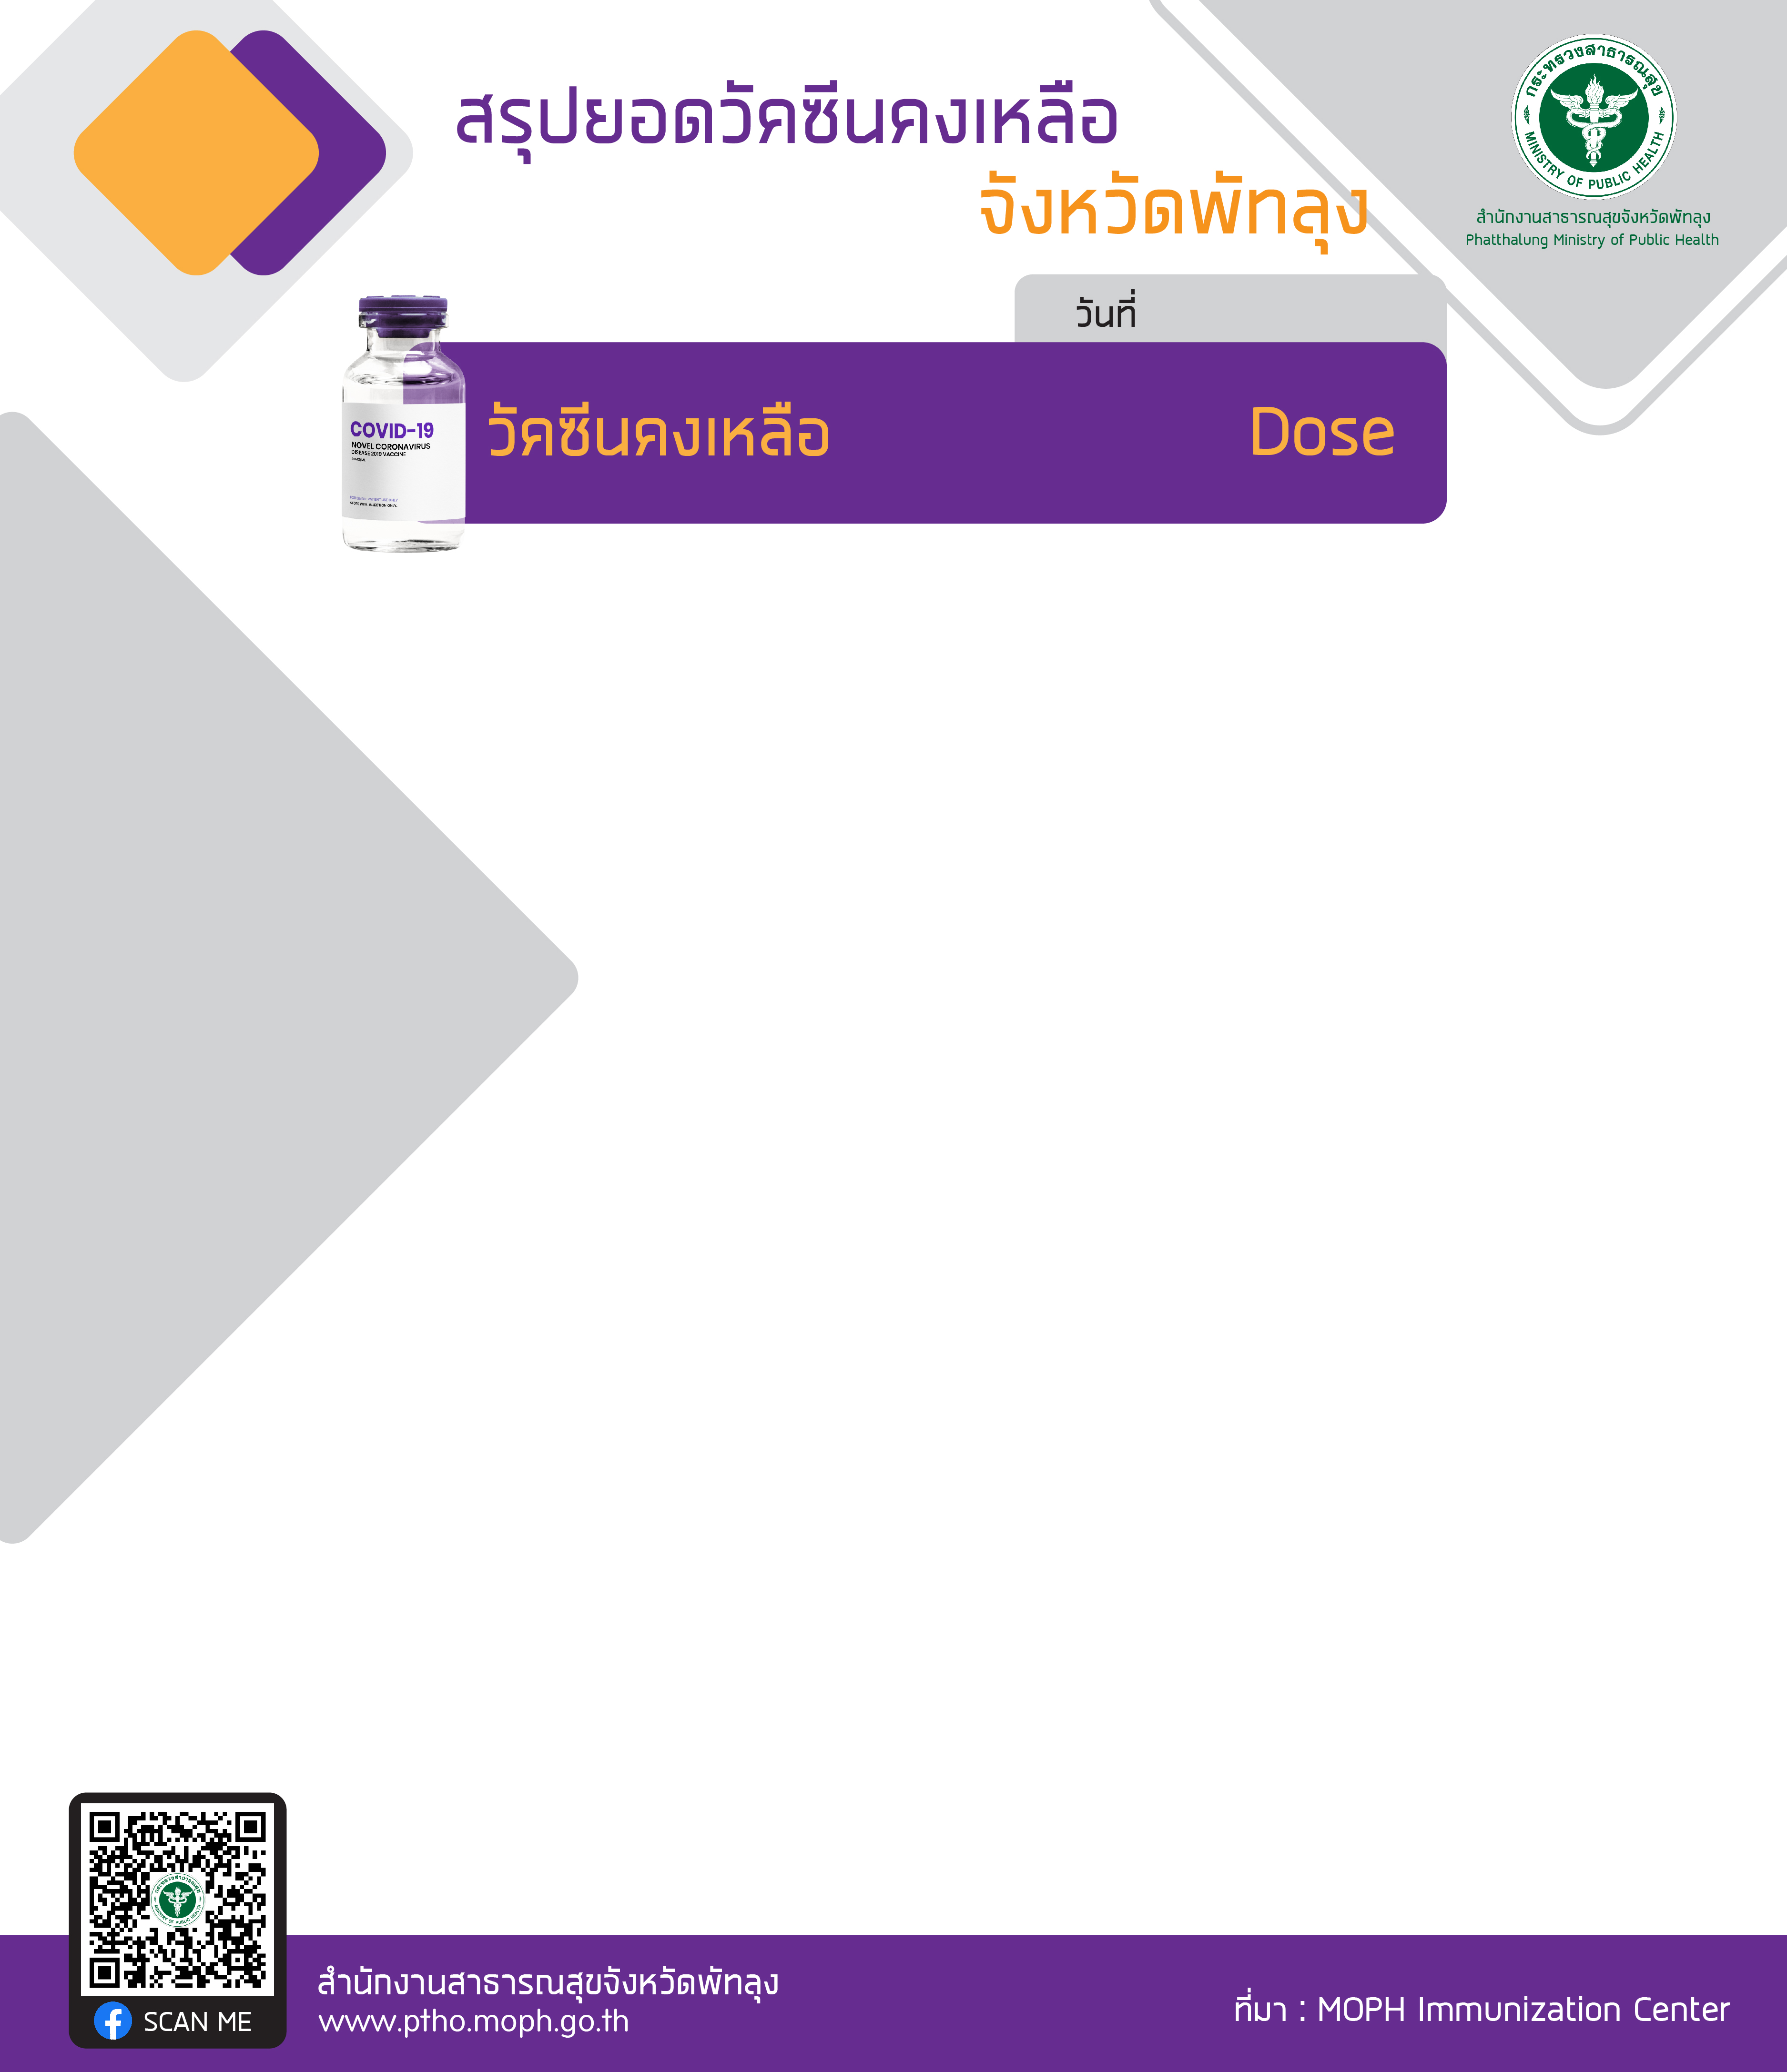 สรุปยอดวัคซีนคงเหลือ
จังหวัดพัทลุง
กระทรวงสาธารณสุข
MINISTRY OF PUBLIC HEALTH
สำนักงานสาธารณสุขจังหวัดพัทลุง
Phatthalung Ministry of Public Health
วันที่
วัคซีนคงเหลือ Dose
COVID-19
NOVEL CORONAVIRUS
DISEASE 2019 VACCINE
SCAN ME
สำนักงานสาธารณสุขจังหวัดพัทลุง
www.ptho.moph.go.th
ที่มา : MOPH Immunization Center